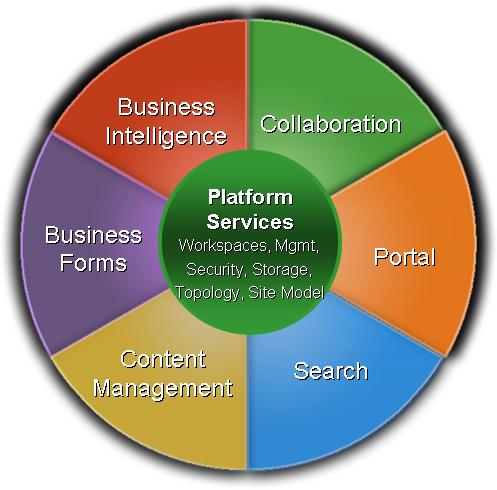 Business
Intelligence
Collaboration
Platform
Services
Workspaces, Mgmt,
Security, Storage,
Topology, Site Model
Business
Forms
Portal
Content
Management
Search